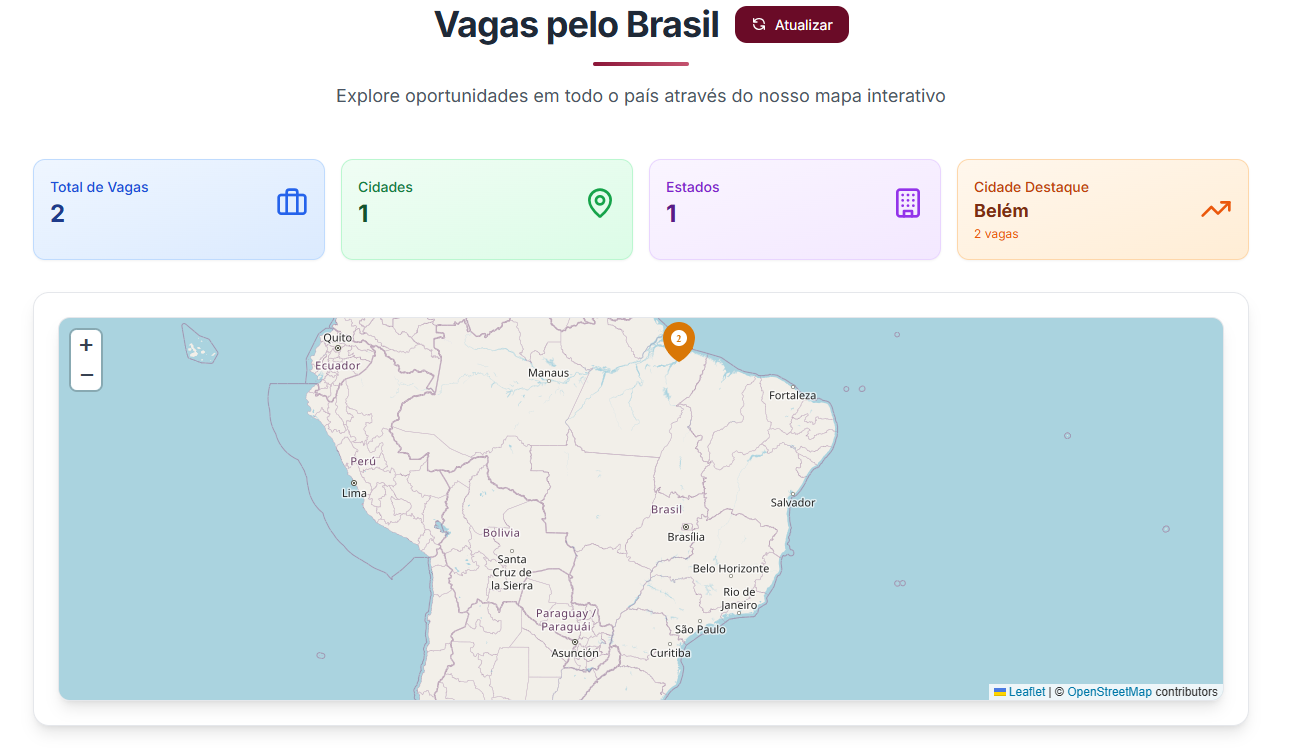 Vagas pelo Brasil
Atualizar
Explore oportunidades em todo o país através do nosso mapa interativo
Total de Vagas
2
Cidades
1
Estados
1
Cidade Destaque
Belém
2 vagas
+
−
2
Quito
Ecuador
Manaus
Fortaleza
Perú
Lima
Salvador
Brasil
Brasília
Bolivia
Santa
Cruz de
la Sierra
Belo Horizonte
Rio de
Janeiro
Paraguay /
Paraguái
São Paulo
Asunción
Curitiba
Leaflet | © OpenStreetMap contributors